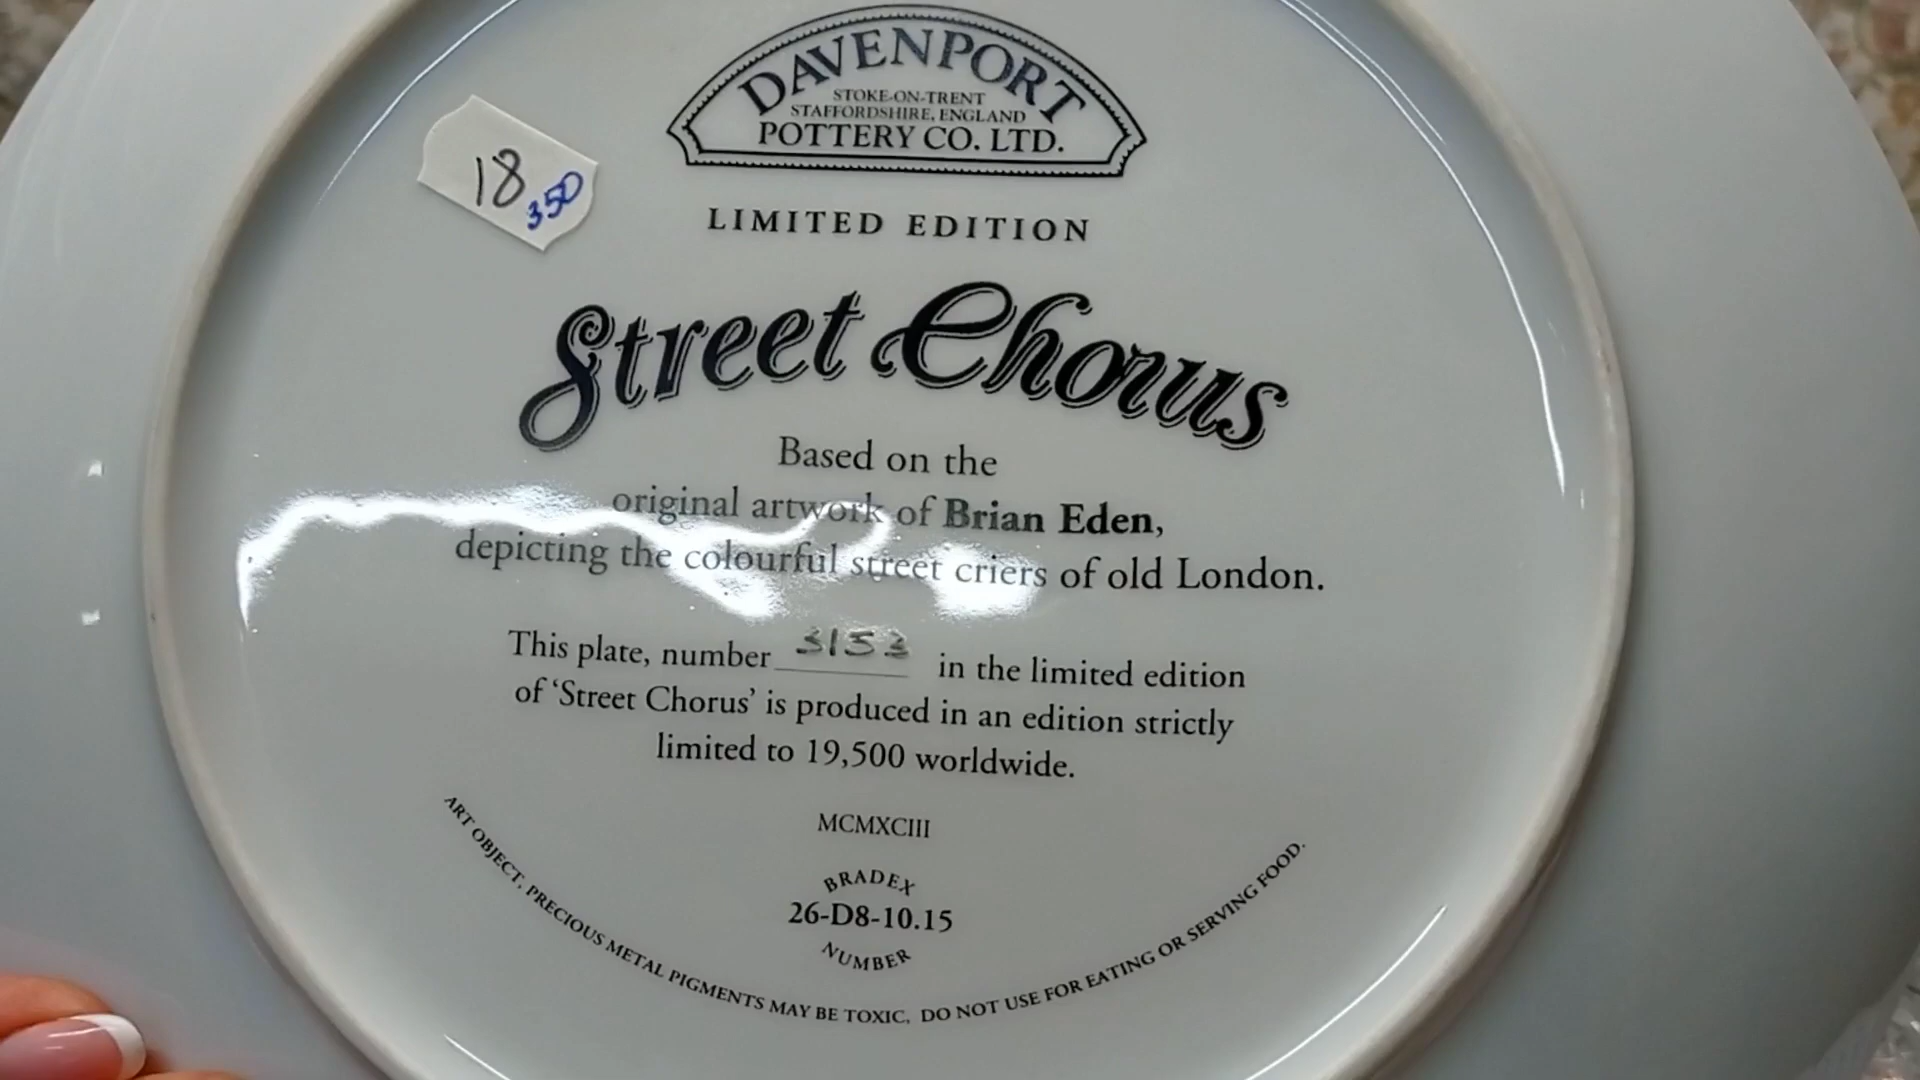 DAVENPORT
STOKE-ON-TRENT
STAFFORDSHIRE, ENGLAND
POTTERY CO. LTD.
18
350
LIMITED EDITION
Street Chorus
Based on the
original artwork of Brian Eden,
depicting the colourful street criers of old London.
This plate, number 3153 in the limited edition
of ‘Street Chorus’ is produced in an edition strictly
limited to 19,500 worldwide.
MCMXCIII
BRADEX
26-D8-10.15
NUMBER
ART OBJECT, PRECIOUS METAL PIGMENTS MAY BE TOXIC, DO NOT USE FOR EATING OR SERVING FOOD.